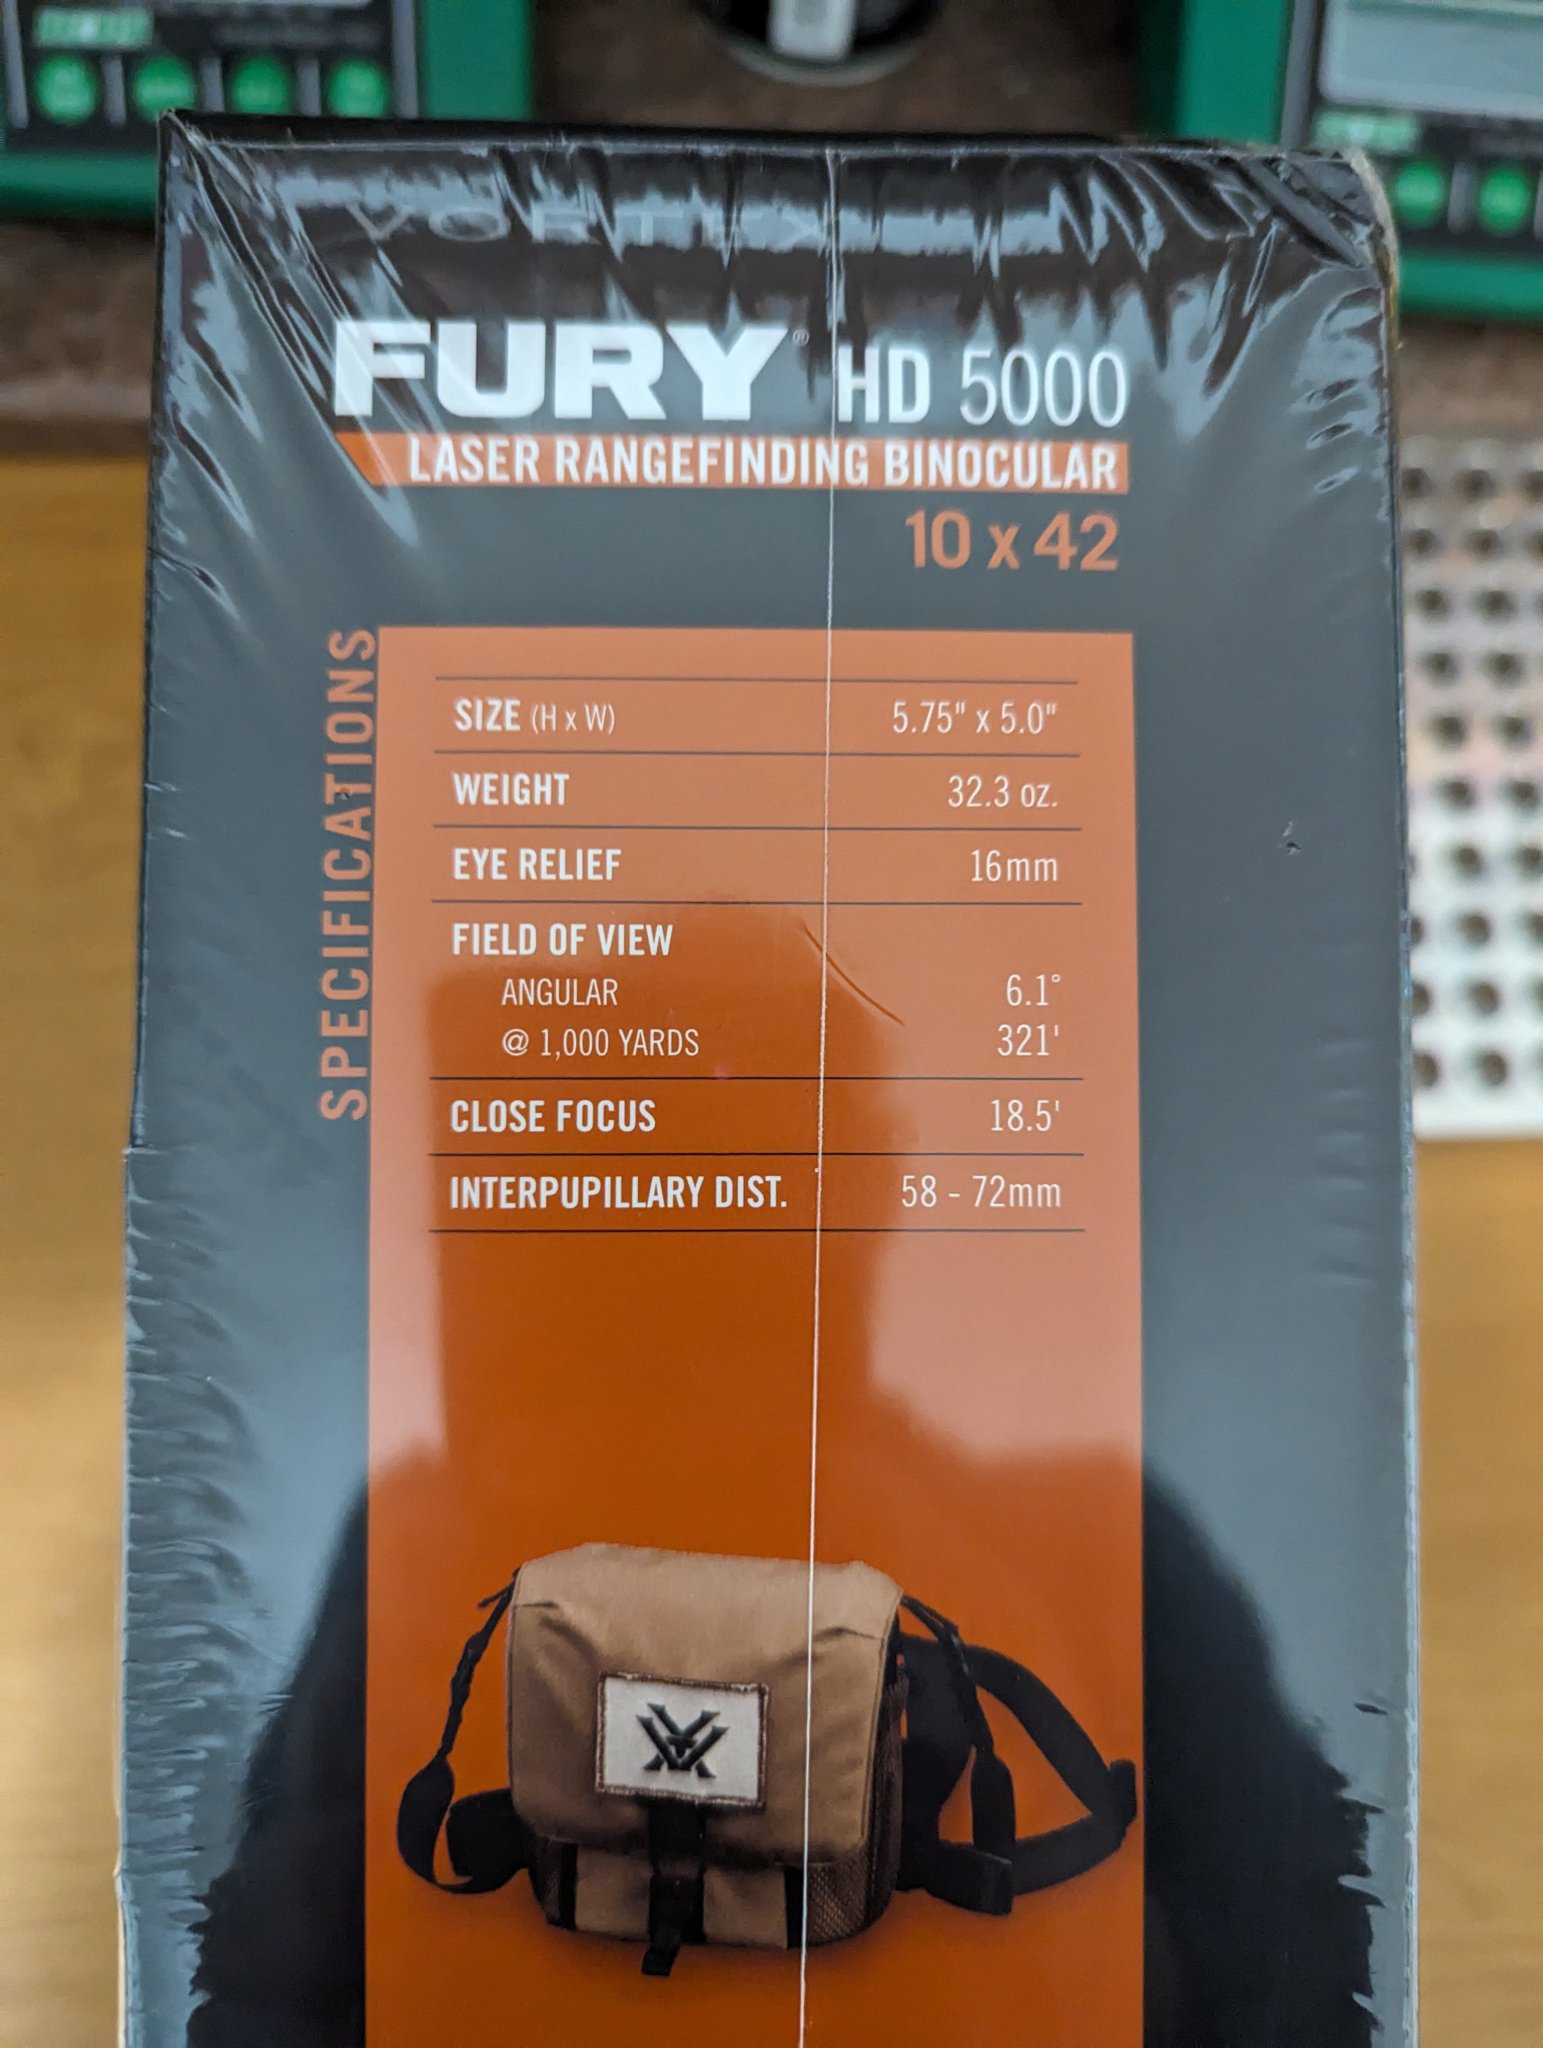 VORTEX
FURY® HD 5000
LASER RANGEFINDING BINOCULAR
10 x 42
SPECIFICATIONS
SIZE (H x W) 5.75" x 5.0"
WEIGHT 32.3 oz.
EYE RELIEF 16mm
FIELD OF VIEW
ANGULAR 6.1°
@ 1,000 YARDS 321'
CLOSE FOCUS 18.5'
INTERPUPILLARY DIST. 58 - 72mm